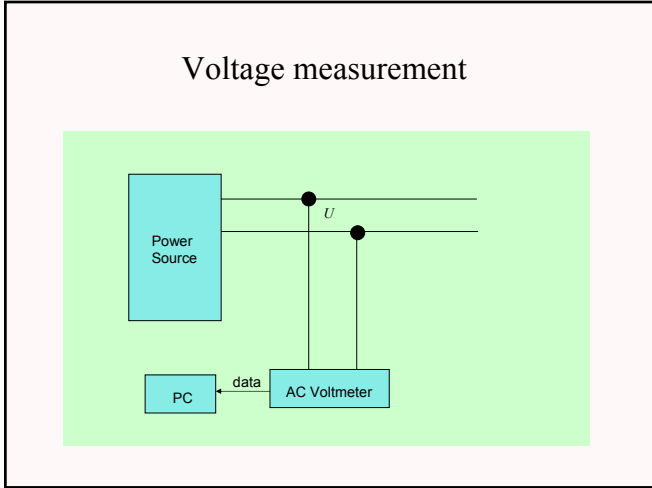 Voltage measurement
U
Power
Source
data
PC
AC Voltmeter